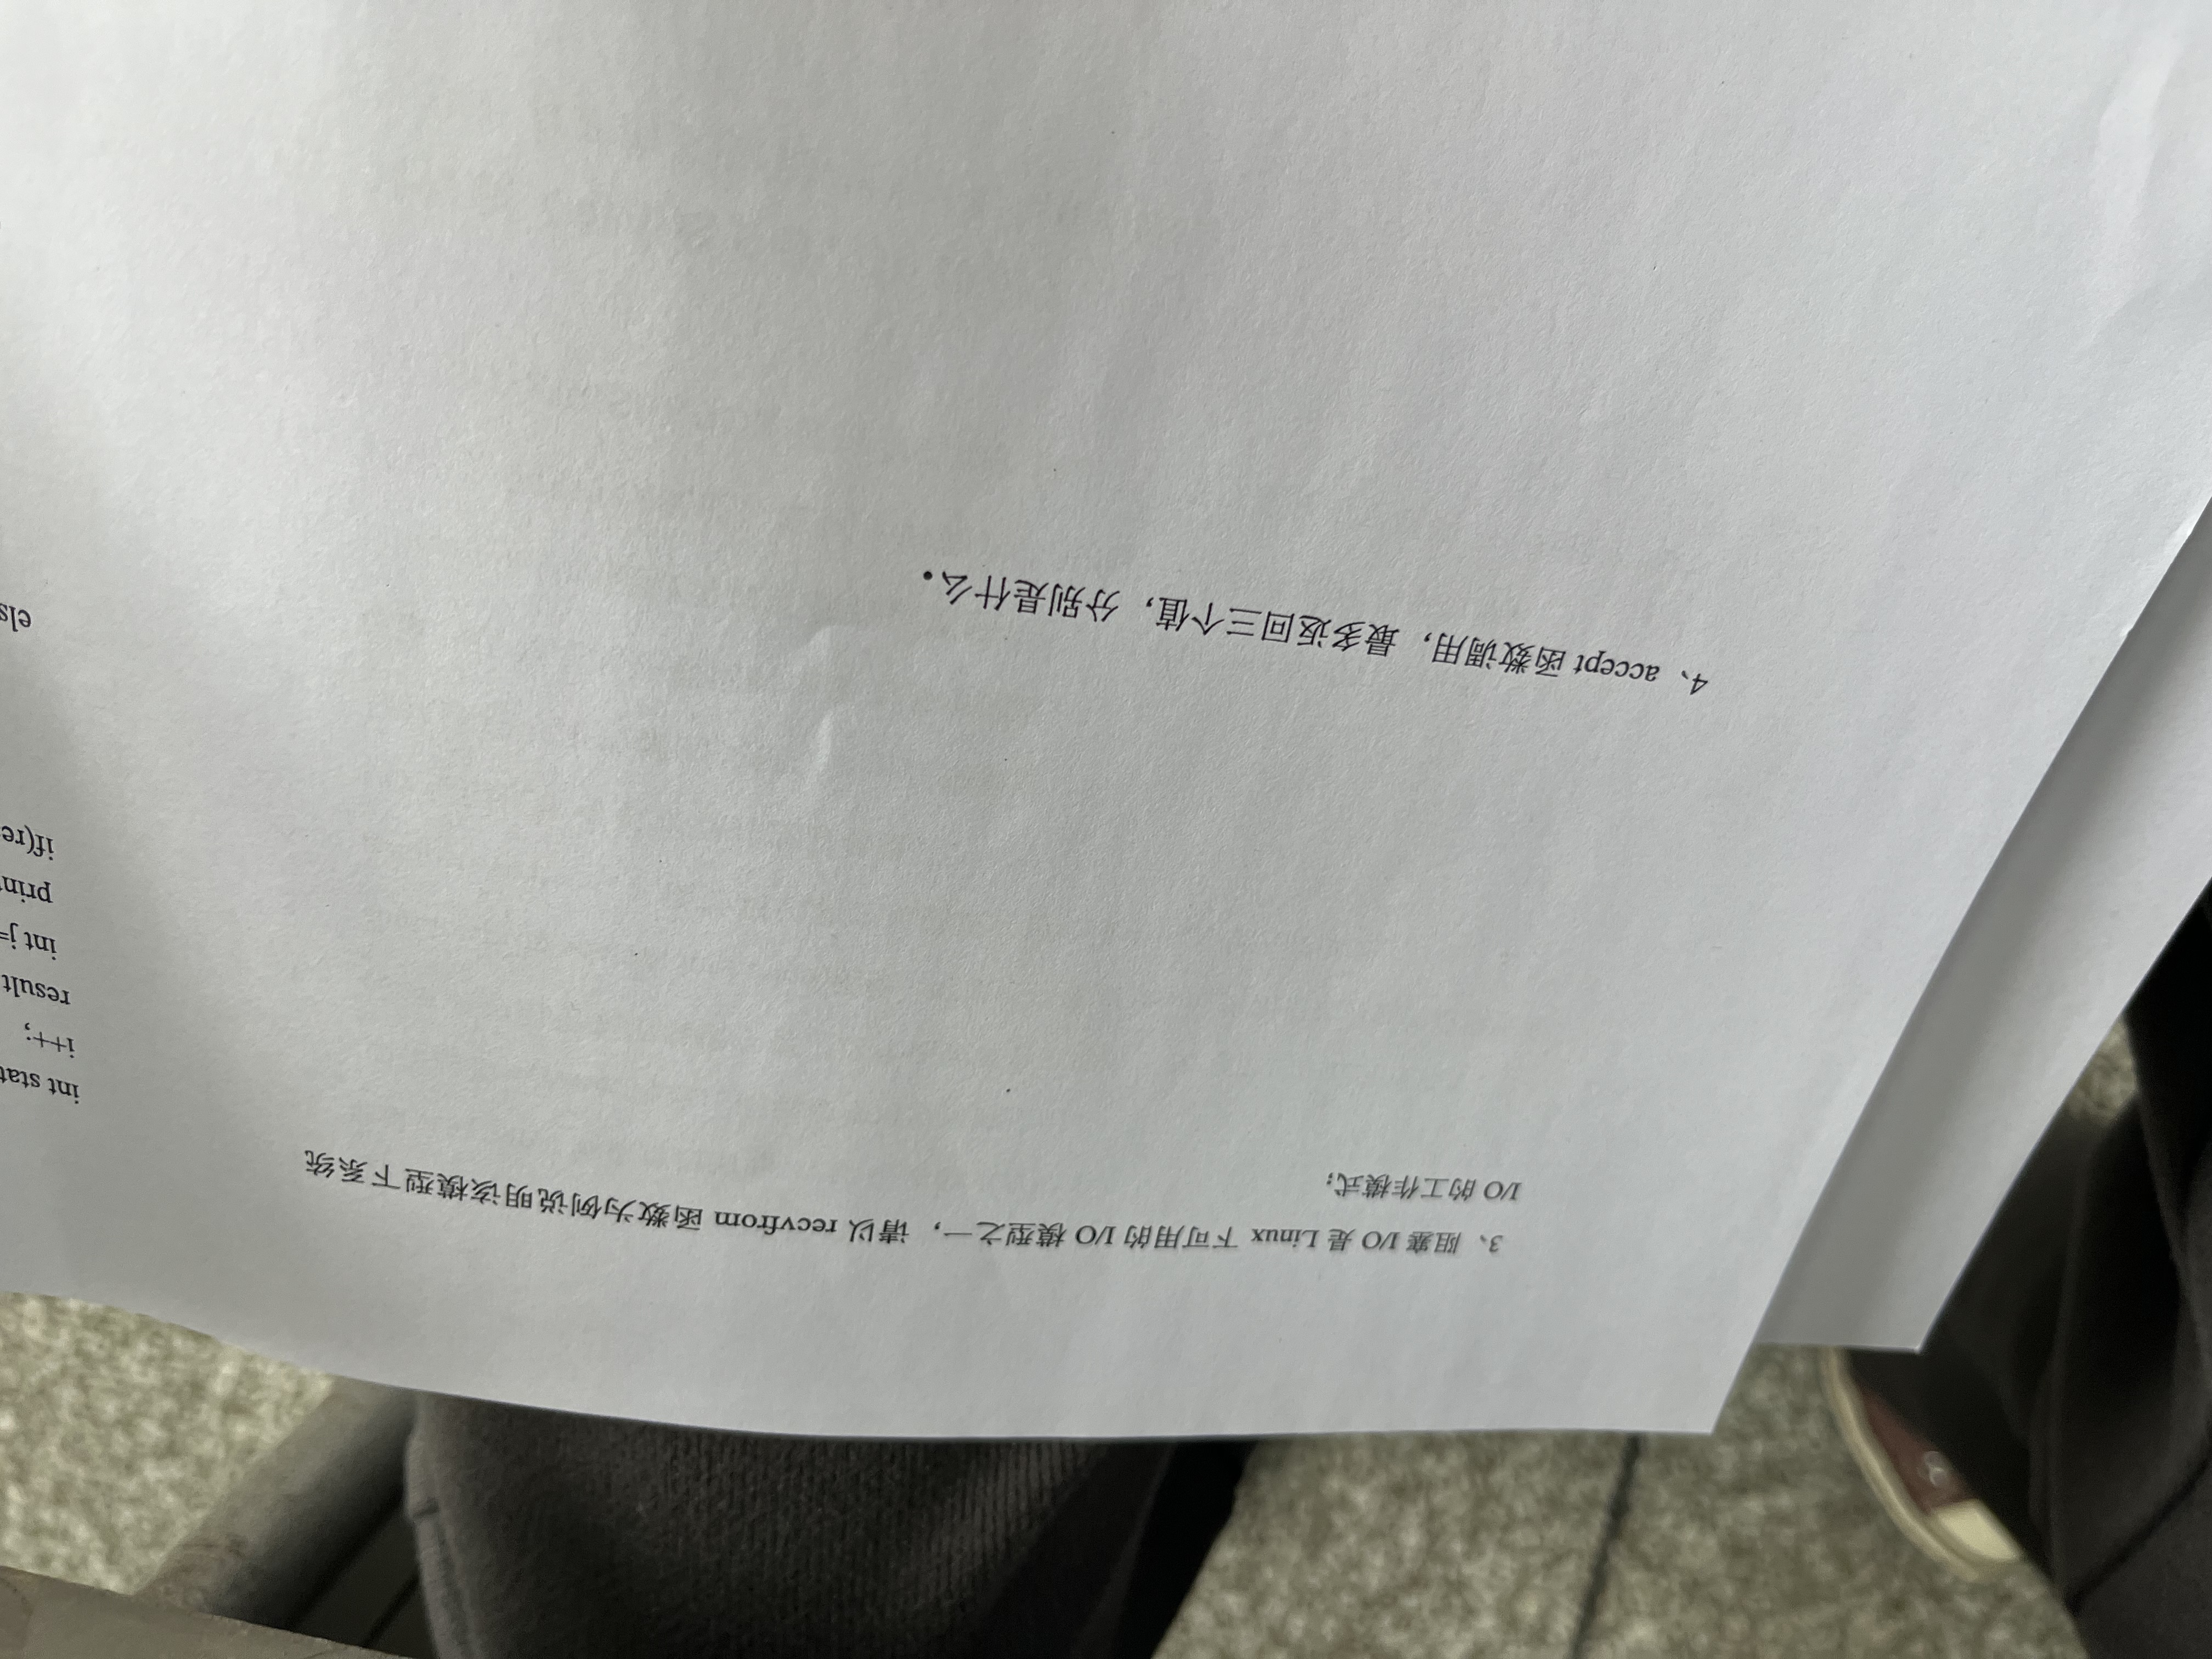 3、阻塞 I/O 是 Linux 下可用的 I/O 模型之一，请以 recvfrom 函数为例说明该模型下系统
I/O 的工作模式；
4、accept 函数调用，最多返回三个值，分别是什么。
int stat
i++;
result
int j=
print
if(re
els